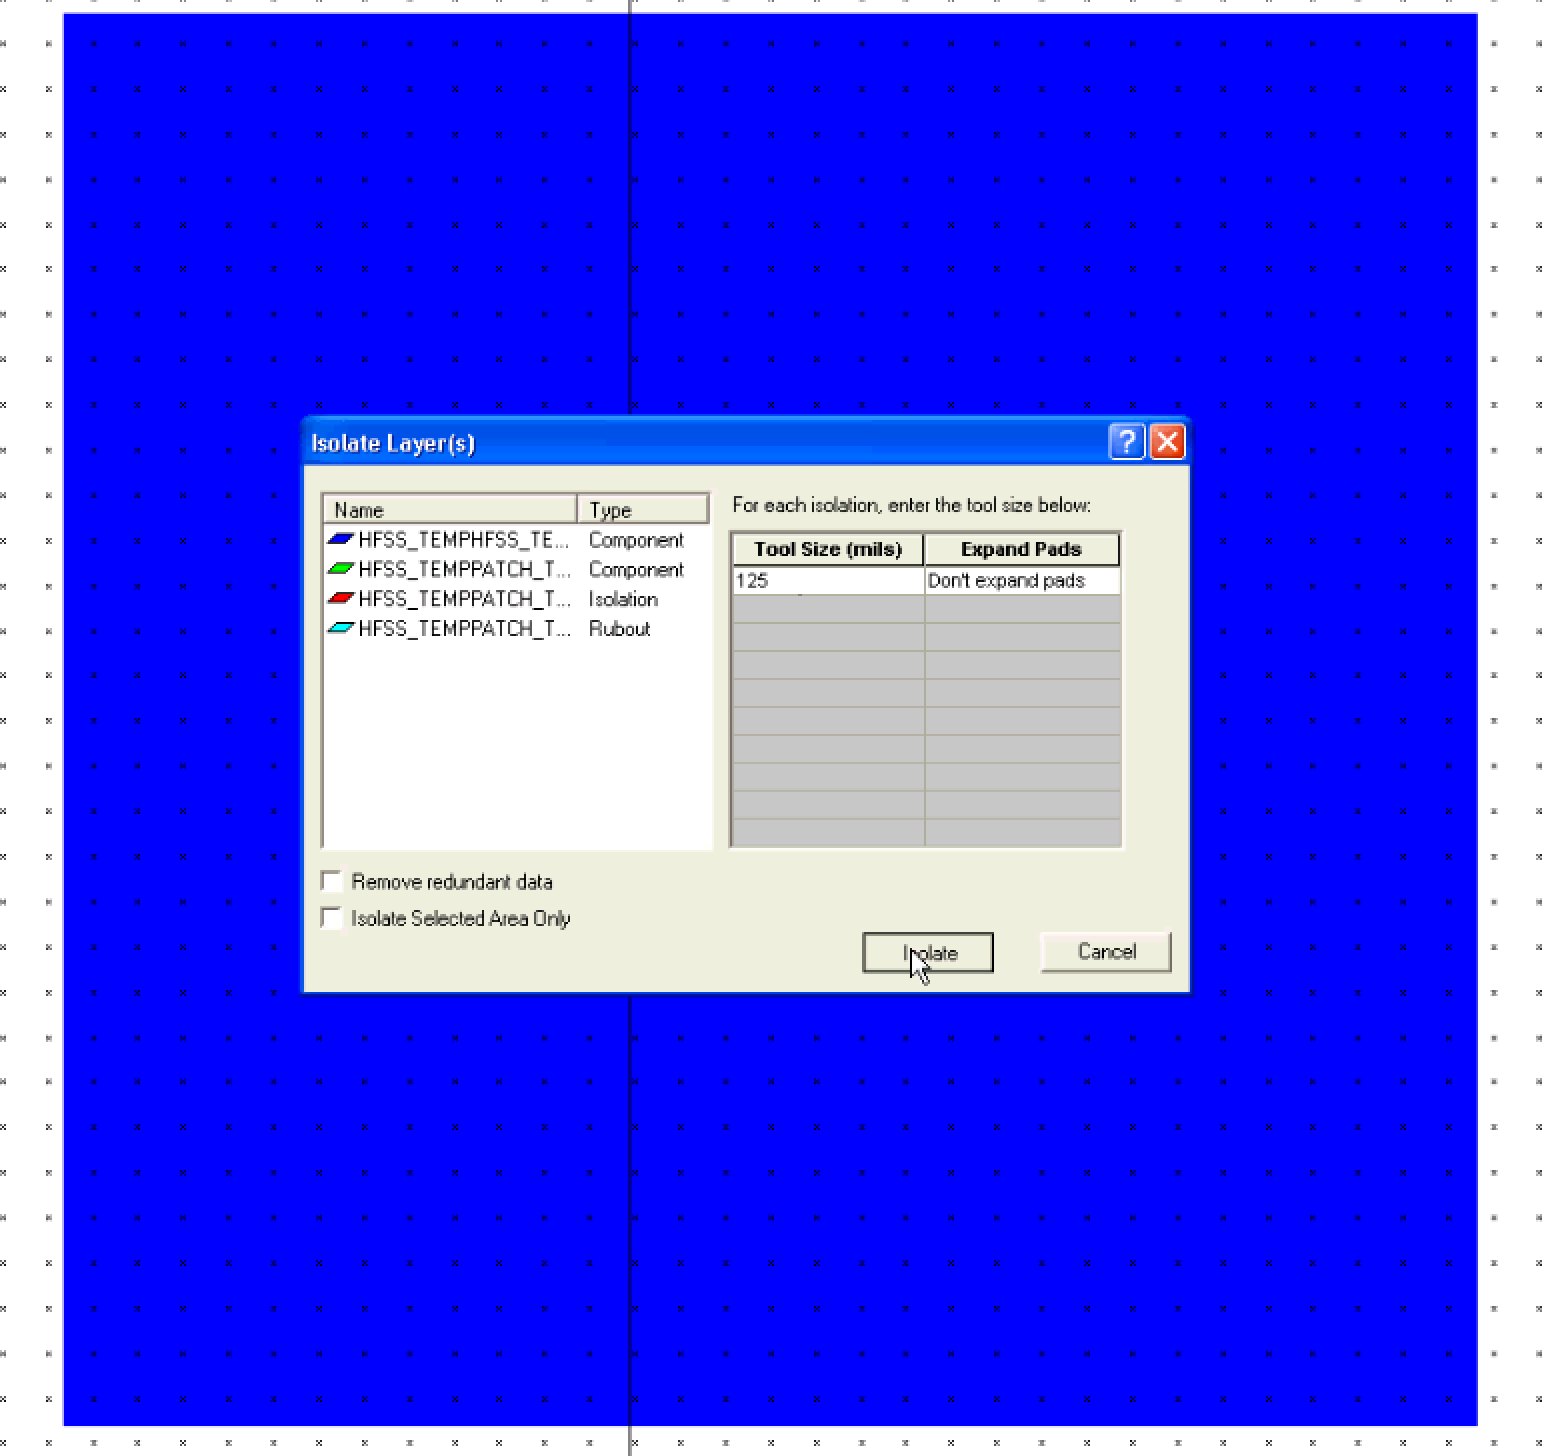 Isolate Layer(s)
Name Type
HFSS_TEMPHFSS_TE... Component
HFSS_TEMPPATCH_T... Component
HFSS_TEMPPATCH_T... Isolation
HFSS_TEMPPATCH_T... Rubout
For each isolation, enter the tool size below:
Tool Size (mils) Expand Pads
125 Don't expand pads
Remove redundant data
Isolate Selected Area Only
Isolate Cancel